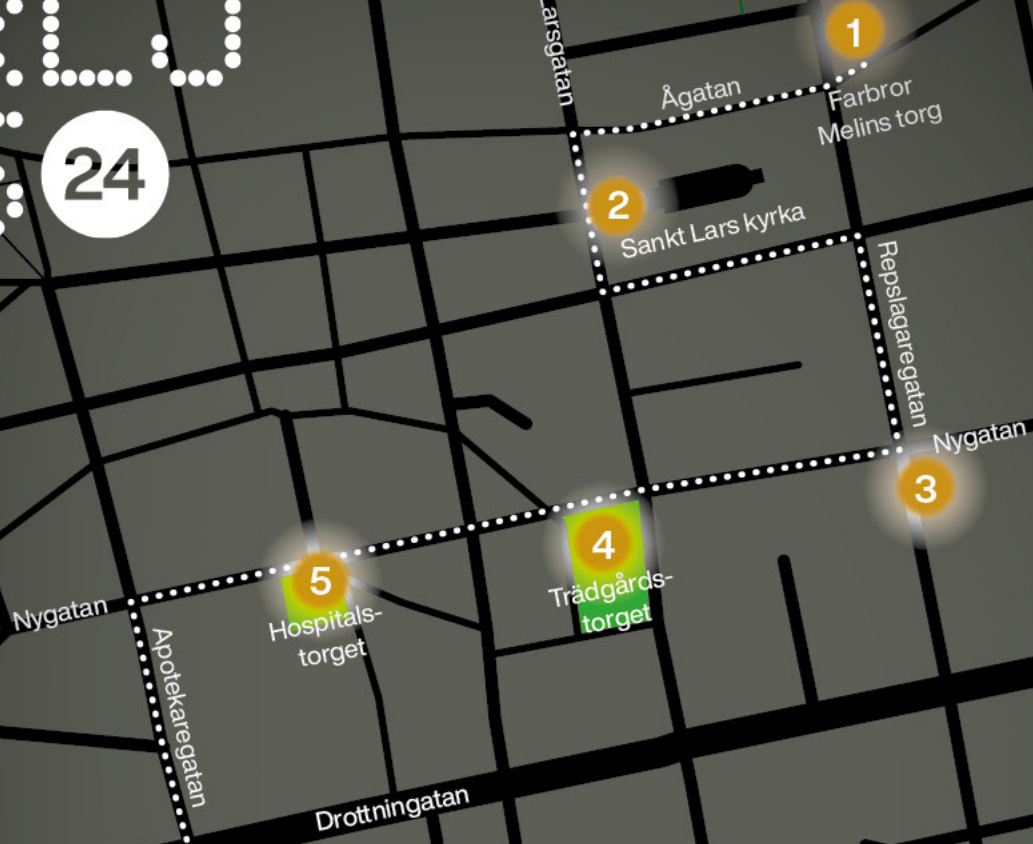 1
Larsgatan
Ågatan
Farbror
Melins torg
24
2
Sankt Lars kyrka
Repslagaregatan
Nygatan
3
4
Trädgårds-
torget
5
Hospitals-
torget
Nygatan
Apotekaregatan
Drottningatan